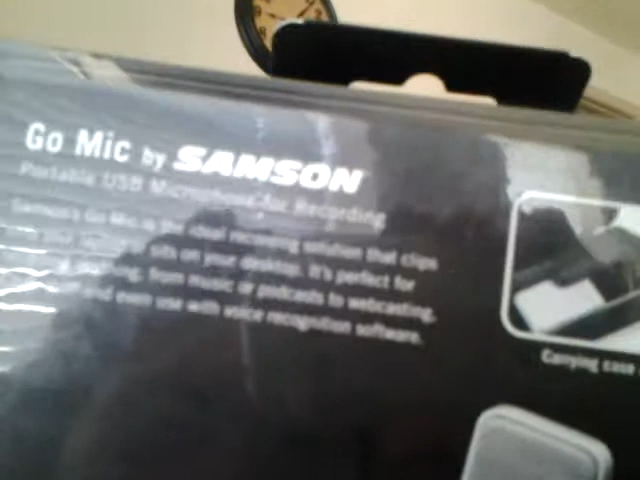 Go Mic by SAMSON
Portable USB Microphone for Recording
Samson's Go Mic is the ideal recording solution that clips
sits on your desktop. It's perfect for
from music or podcasts to webcasting,
and even use with voice recognition software.
Carrying case